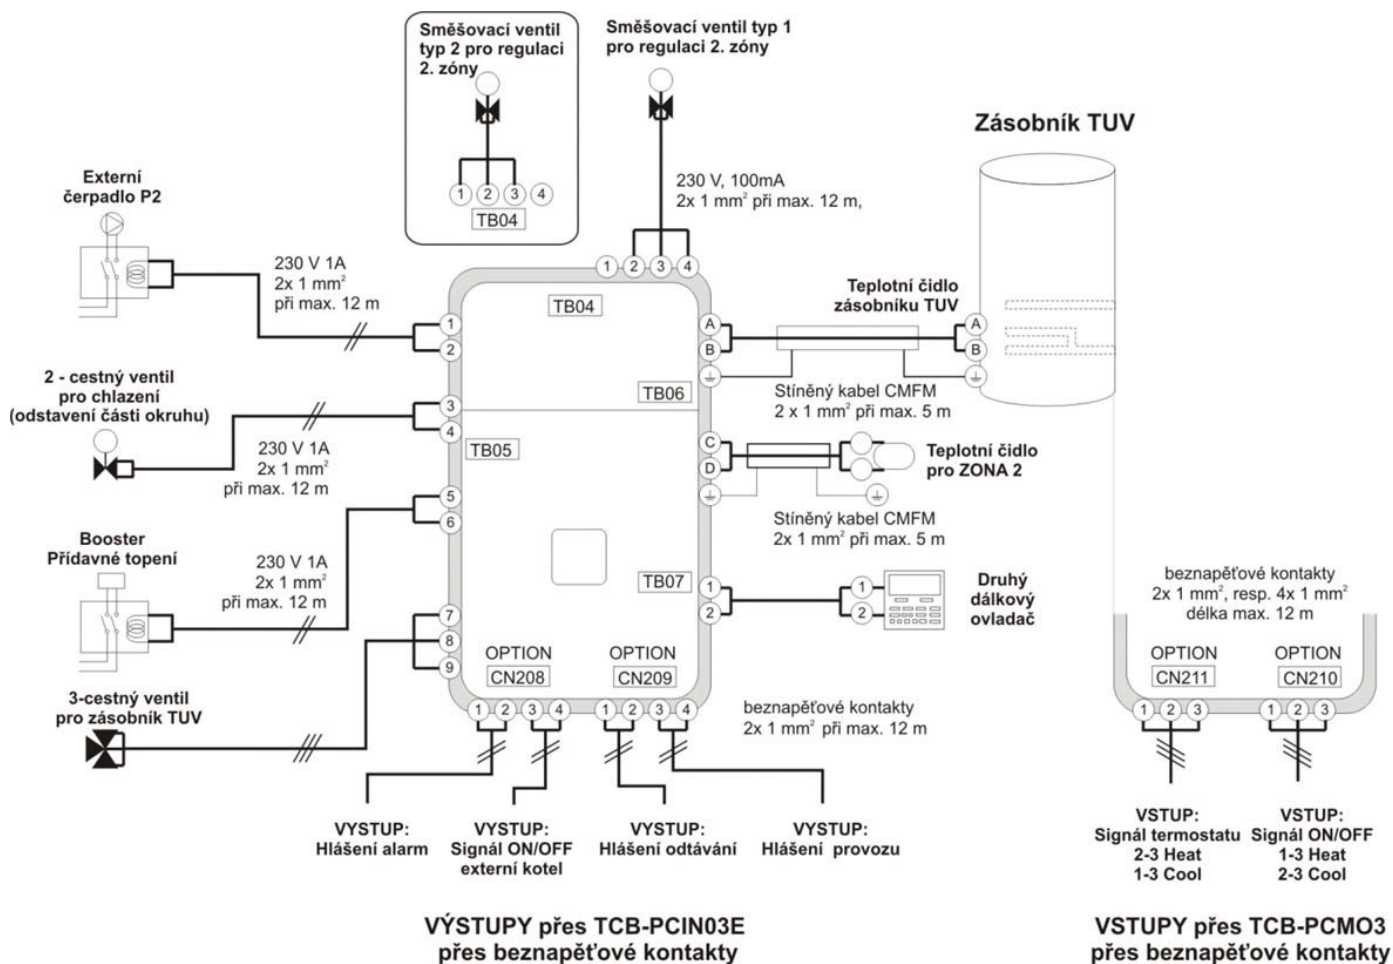 Směšovací ventil
typ 2 pro regulaci
2. zóny
1 2 3 4
TB04
Směšovací ventil typ 1
pro regulaci 2. zóny
230 V, 100mA
2x 1 mm² při max. 12 m,
1 2 3 4
TB04
Zásobník TUV
Externí
čerpadlo P2
230 V 1A
2x 1 mm²
při max. 12 m
1
2
2 - cestný ventil
pro chlazení
(odstavení části okruhu)
230 V 1A
2x 1 mm²
při max. 12 m
3
4
TB05
Booster
Přídavné topení
230 V 1A
2x 1 mm²
při max. 12 m
5
6
3-cestný ventil
pro zásobník TUV
7
8
9
Teplotní čidlo
zásobníku TUV
A
B
A
B
TB06
Stíněný kabel CMFM
2 x 1 mm² při max. 5 m
C
D
Teplotní čidlo
pro ZONA 2
Stíněný kabel CMFM
2x 1 mm² při max. 5 m
TB07
1
2
1
2
Druhý
dálkový
ovladač
OPTION
CN208
OPTION
CN209
1 2 3 4 1 2 3 4
beznapěťové kontakty
2x 1 mm² při max. 12 m
VYSTUP:
Hlášení alarm
VYSTUP:
Signál ON/OFF
externí kotel
VYSTUP:
Hlášení odtávání
VYSTUP:
Hlášení provozu
VÝSTUPY přes TCB-PCIN03E
přes beznapěťové kontakty
beznapěťové kontakty
2x 1 mm², resp. 4x 1 mm²
délka max. 12 m
OPTION
CN211
OPTION
CN210
1 2 3 1 2 3
VSTUP:
Signál termostatu
2-3 Heat
1-3 Cool
VSTUP:
Signál ON/OFF
1-3 Heat
2-3 Cool
VSTUPY přes TCB-PCMO3
přes beznapěťové kontakty